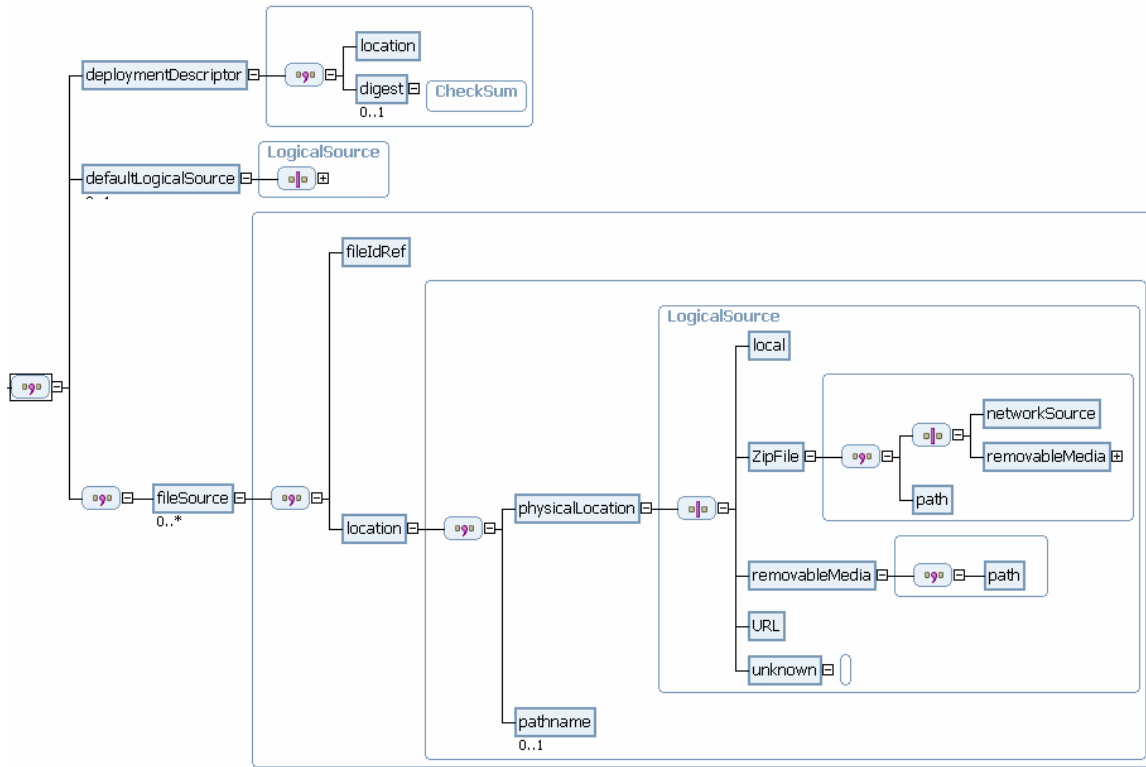 location
deploymentDescriptor
digest
CheckSum
0..1
LogicalSource
defaultLogicalSource
fileIdRef
LogicalSource
local
networkSource
ZipFile
removableMedia
fileSource
0..*
path
physicalLocation
location
removableMedia
path
URL
unknown
pathname
0..1